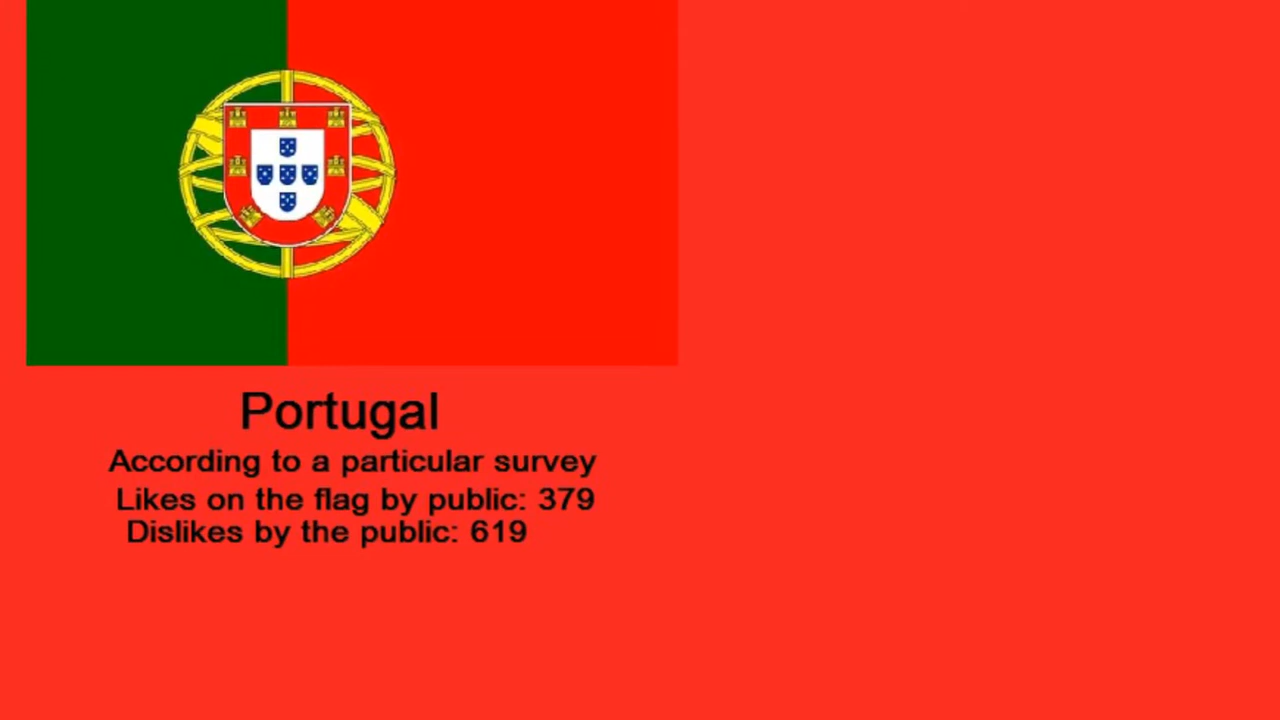 Portugal
According to a particular survey
Likes on the flag by public: 379
Dislikes by the public: 619